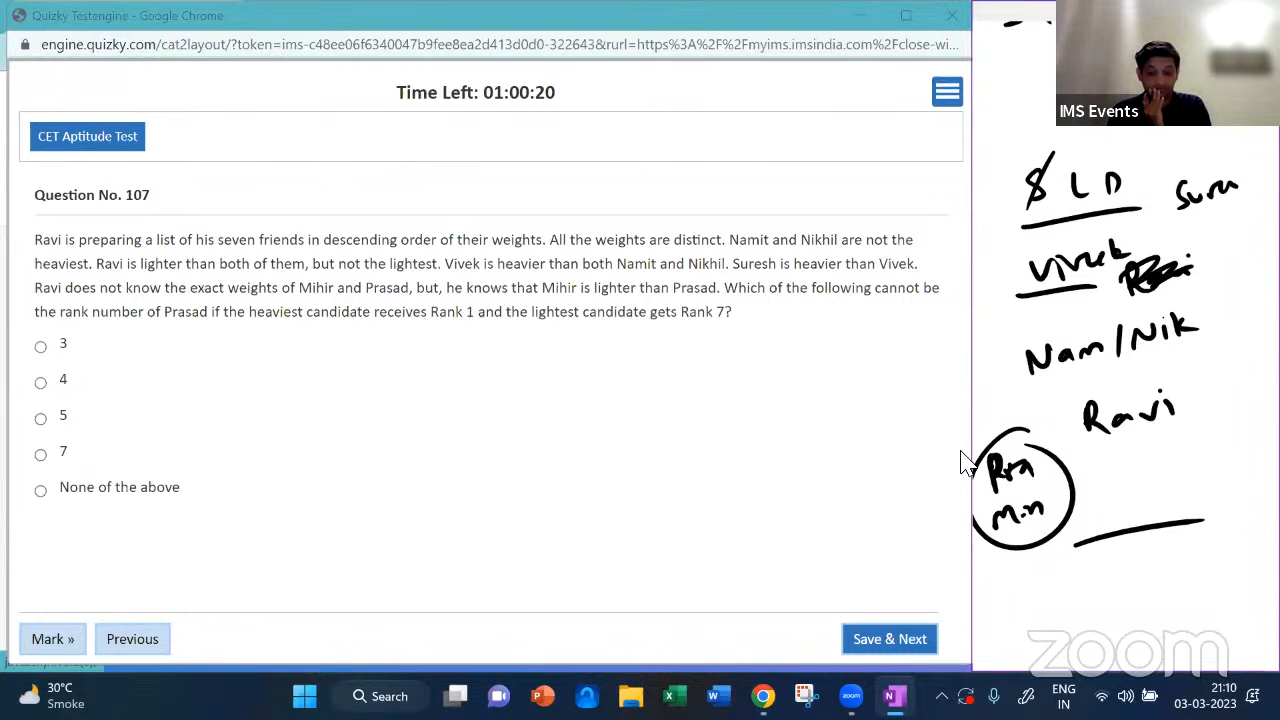 Quizky Testengine - Google Chrome
engine.quizky.com/cat2layout/?token=ims-c48ee06f6340047b9fee8ea2d413d0d0-322643&rurl=https%3A%2F%2Fmyims.imsindia.com%2Fclose-wi...
Time Left: 01:00:20
CET Aptitude Test
Question No. 107
Ravi is preparing a list of his seven friends in descending order of their weights. All the weights are distinct. Namit and Nikhil are not the
heaviest. Ravi is lighter than both of them, but not the lightest. Vivek is heavier than both Namit and Nikhil. Suresh is heavier than Vivek.
Ravi does not know the exact weights of Mihir and Prasad, but, he knows that Mihir is lighter than Prasad. Which of the following cannot be
the rank number of Prasad if the heaviest candidate receives Rank 1 and the lightest candidate gets Rank 7?
3
4
5
7
None of the above
Mark »
Previous
Save & Next
IMS Events
L D
Vivek
Nam/Nik
Ravi
zoom
30°C
Smoke
Search
ENG
IN
21:10
03-03-2023